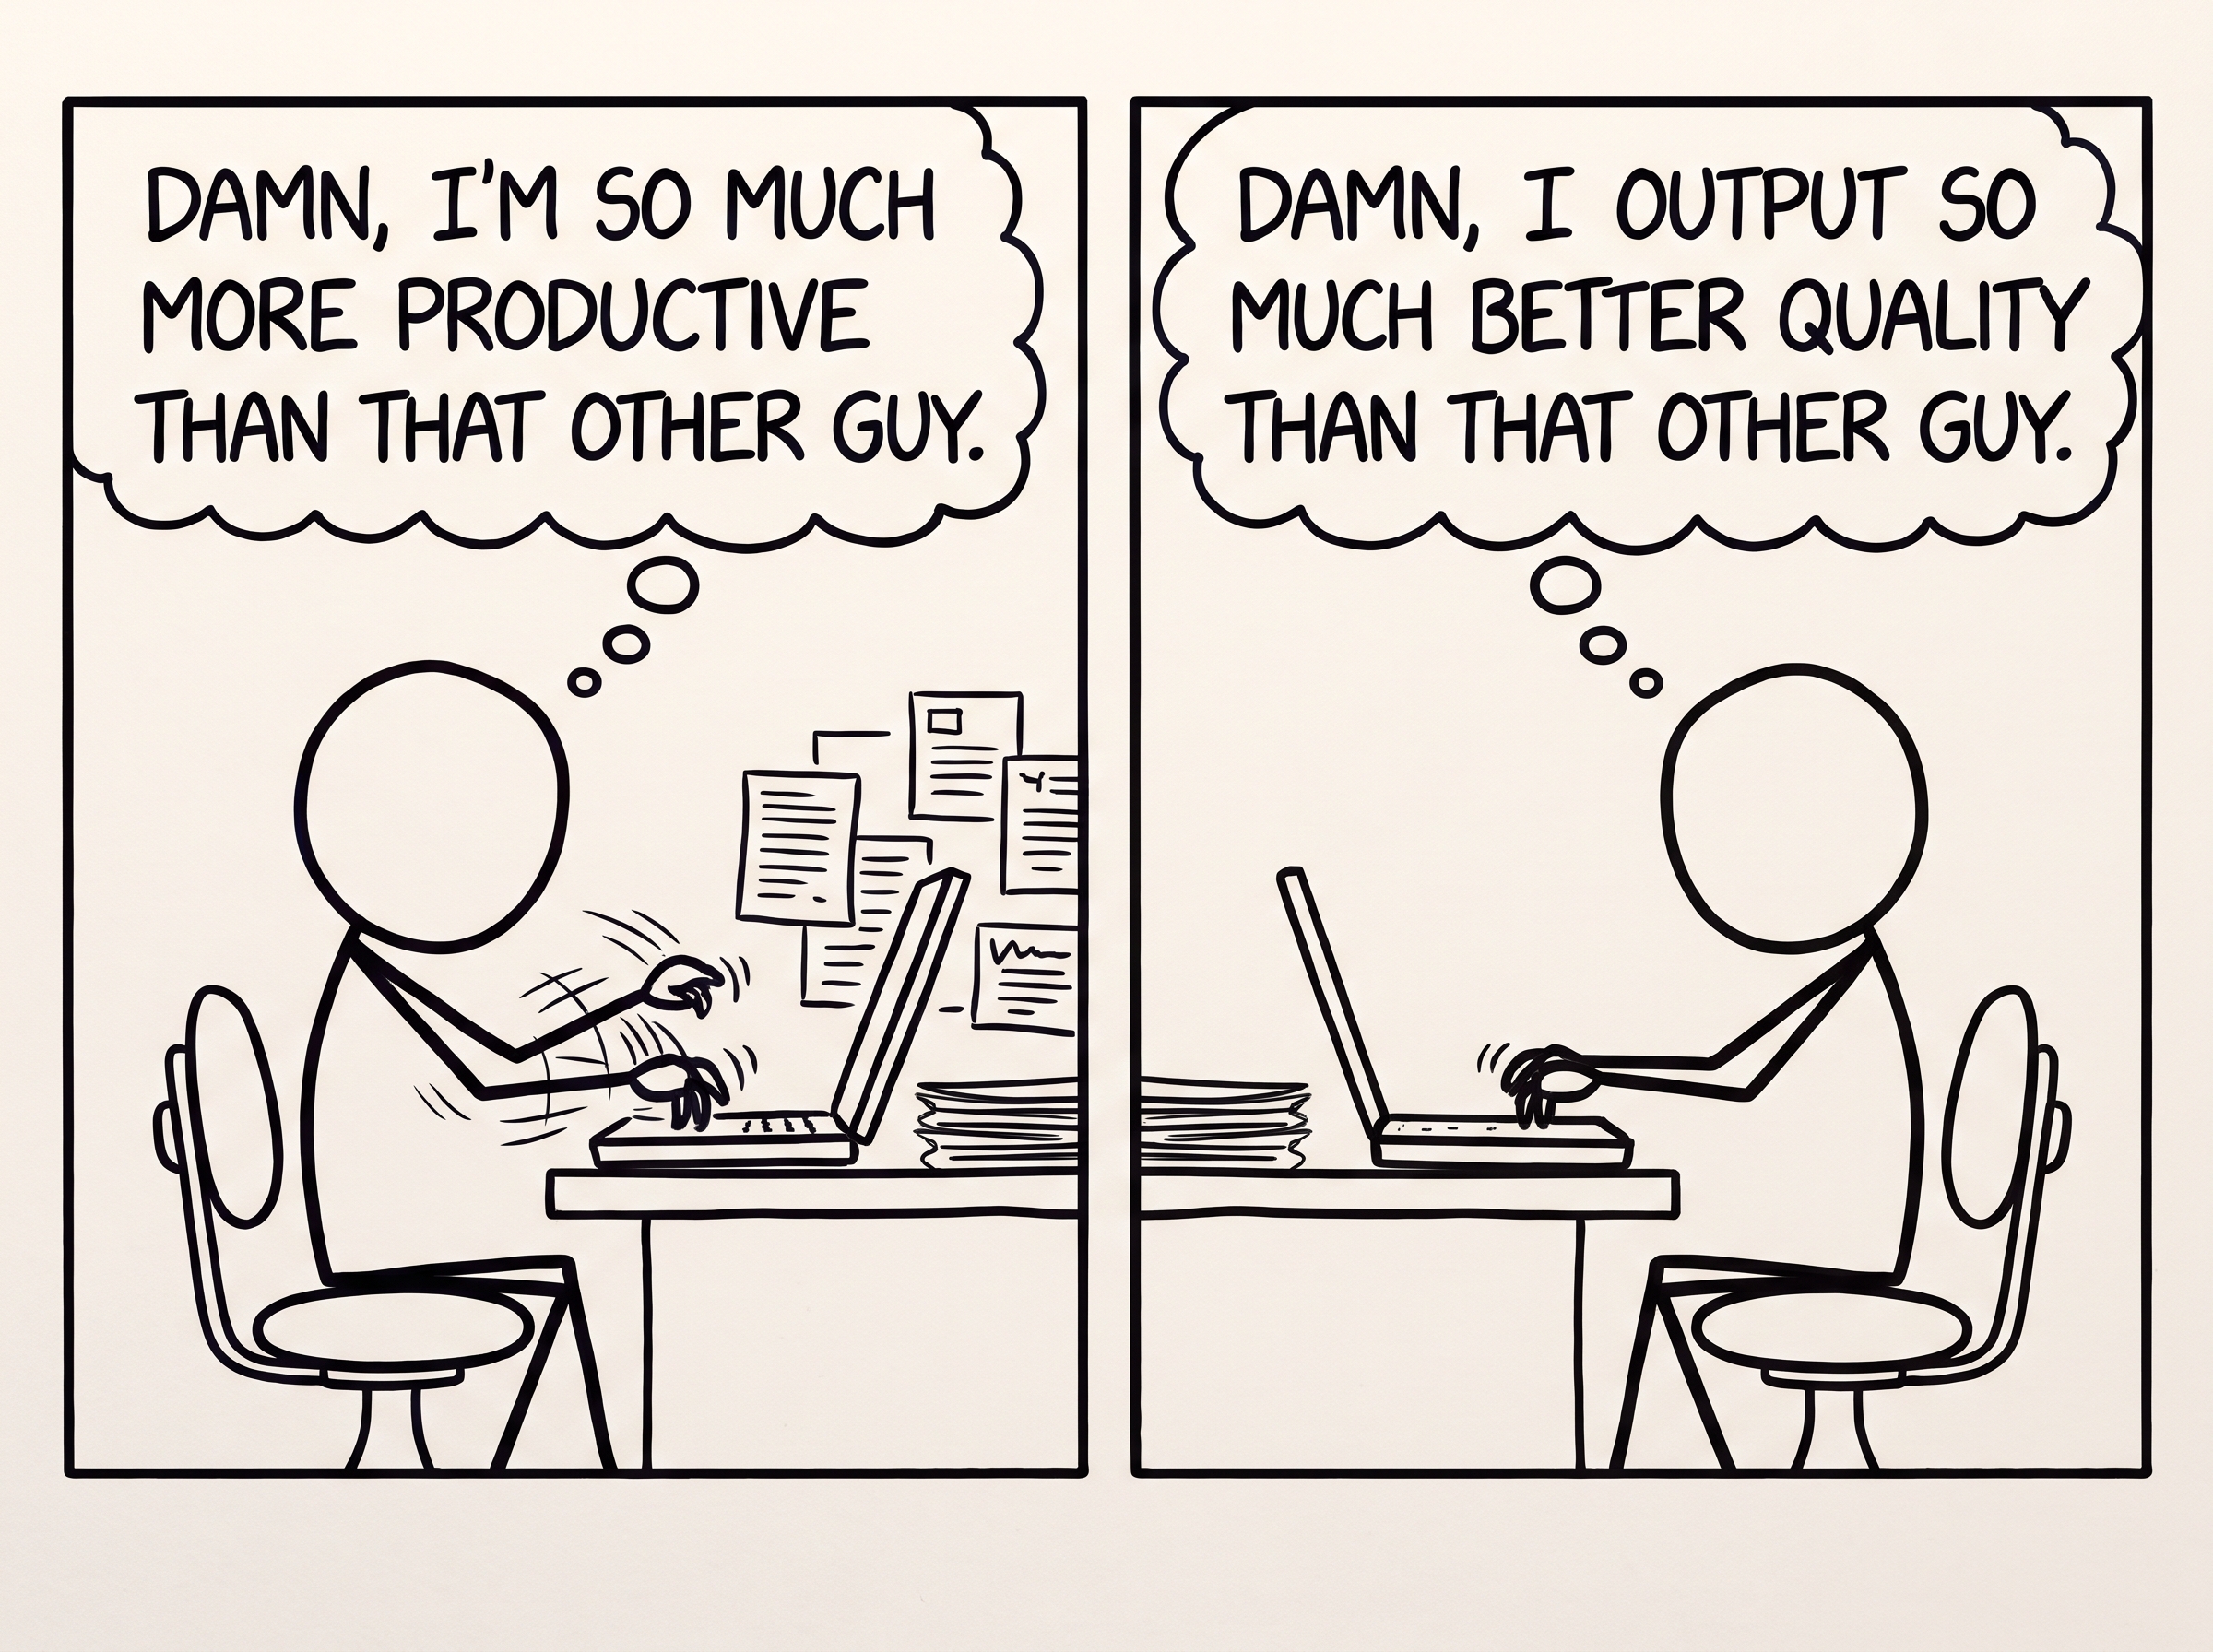 DAMN, I'M SO MUCH
MORE PRODUCTIVE
THAN THAT OTHER GUY.
DAMN, I OUTPUT SO
MUCH BETTER QUALITY
THAN THAT OTHER GUY.